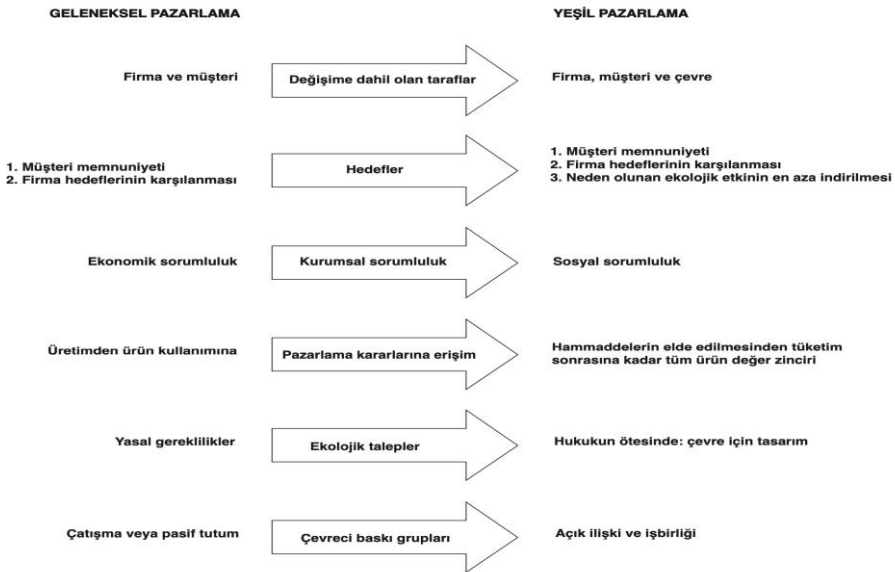 GELENEKSEL PAZARLAMA
YEŞİL PAZARLAMA
Firma ve müşteri
Değişime dahil olan taraflar
Firma, müşteri ve çevre
1. Müşteri memnuniyeti
2. Firma hedeflerinin karşılanması
Hedefler
1. Müşteri memnuniyeti
2. Firma hedeflerinin karşılanması
3. Neden olunan ekolojik etkinin en aza indirilmesi
Ekonomik sorumluluk
Kurumsal sorumluluk
Sosyal sorumluluk
Üretimden ürün kullanımına
Pazarlama kararlarına erişim
Hammaddelerin elde edilmesinden tüketim
sonrasına kadar tüm ürün değer zinciri
Yasal gereklilikler
Ekolojik talepler
Hukukun ötesinde: çevre için tasarım
Çatışma veya pasif tutum
Çevreci baskı grupları
Açık ilişki ve işbirliği